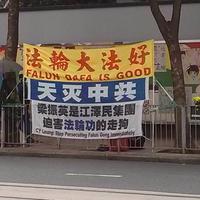 法輪大法好
FALUN DAFA IS GOOD
天灭中共
梁振英是江澤民集團
迫害法輪功的走狗
CY Leung: Stop Persecuting Falun Gong Immediately